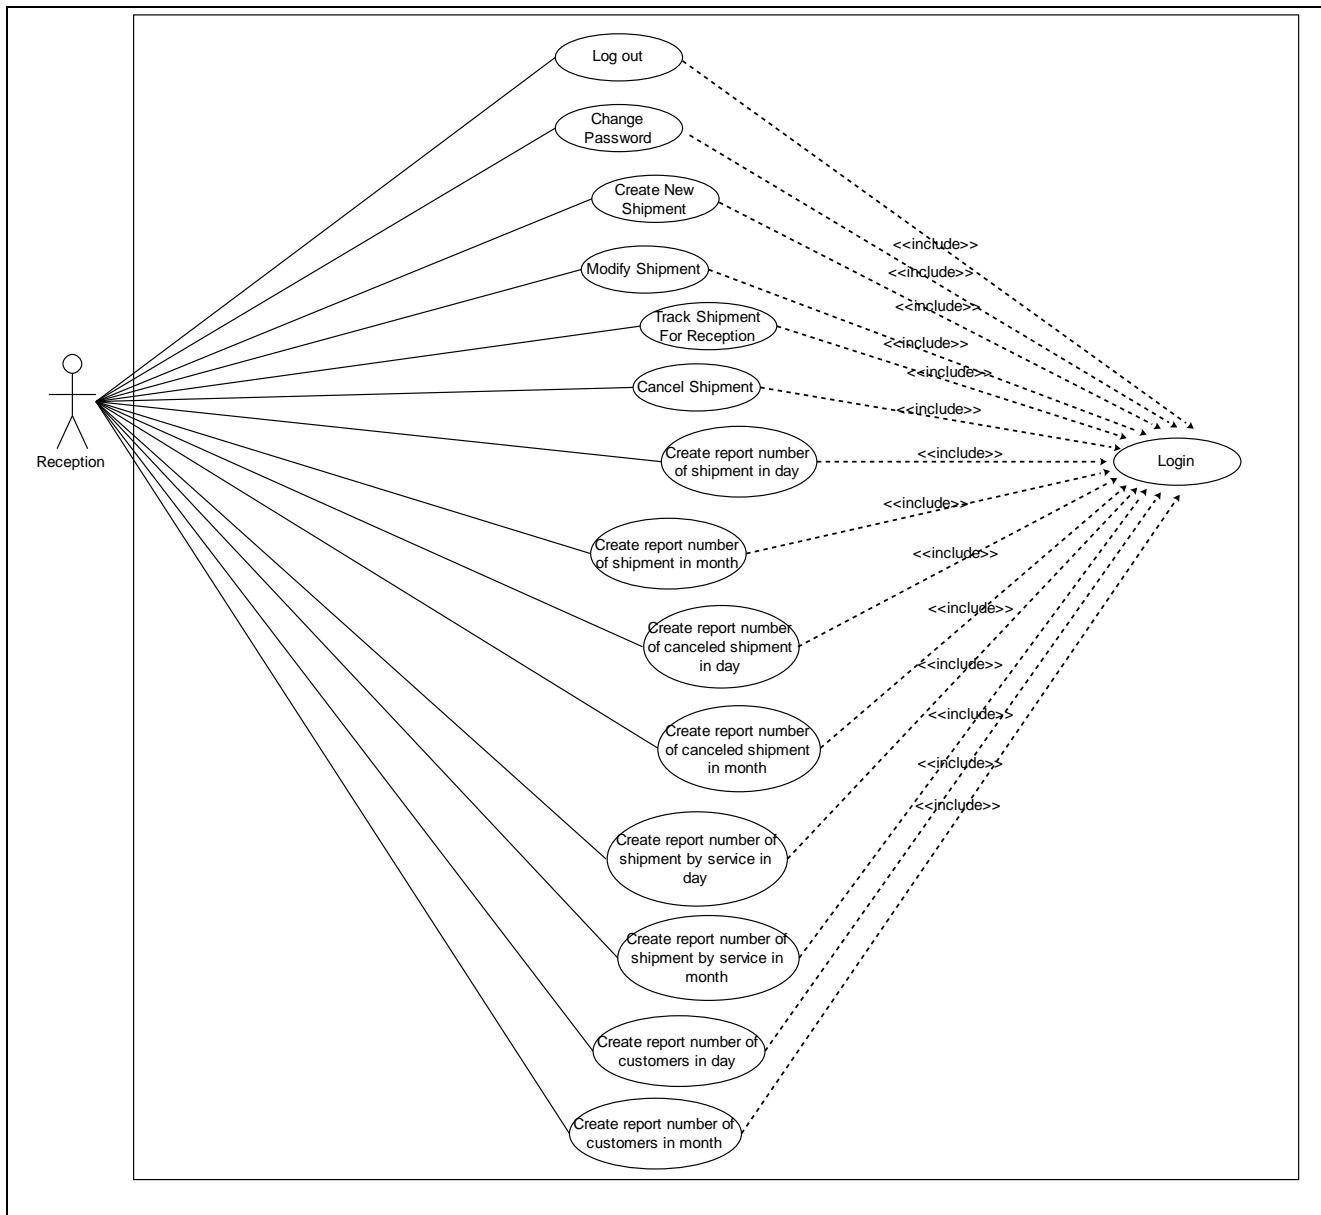 Log out
Change
Password
Create New
Shipment
<<include>>
Modify Shipment
<<include>>
<<include>>
Track Shipment
For Reception
<<include>>
<<include>>
Cancel Shipment
<<include>>
Reception
Create report number
of shipment in day
<<include>>
Login
<<include>>
Create report number
of shipment in month
<<include>>
<<include>>
Create report number
of canceled shipment
in day
<<include>>
Create report number
of canceled shipment
in month
<<include>>
<<include>>
<<include>>
Create report number of
shipment by service in
day
Create report number of
shipment by service in
month
Create report number of
customers in day
Create report number of
customers in month